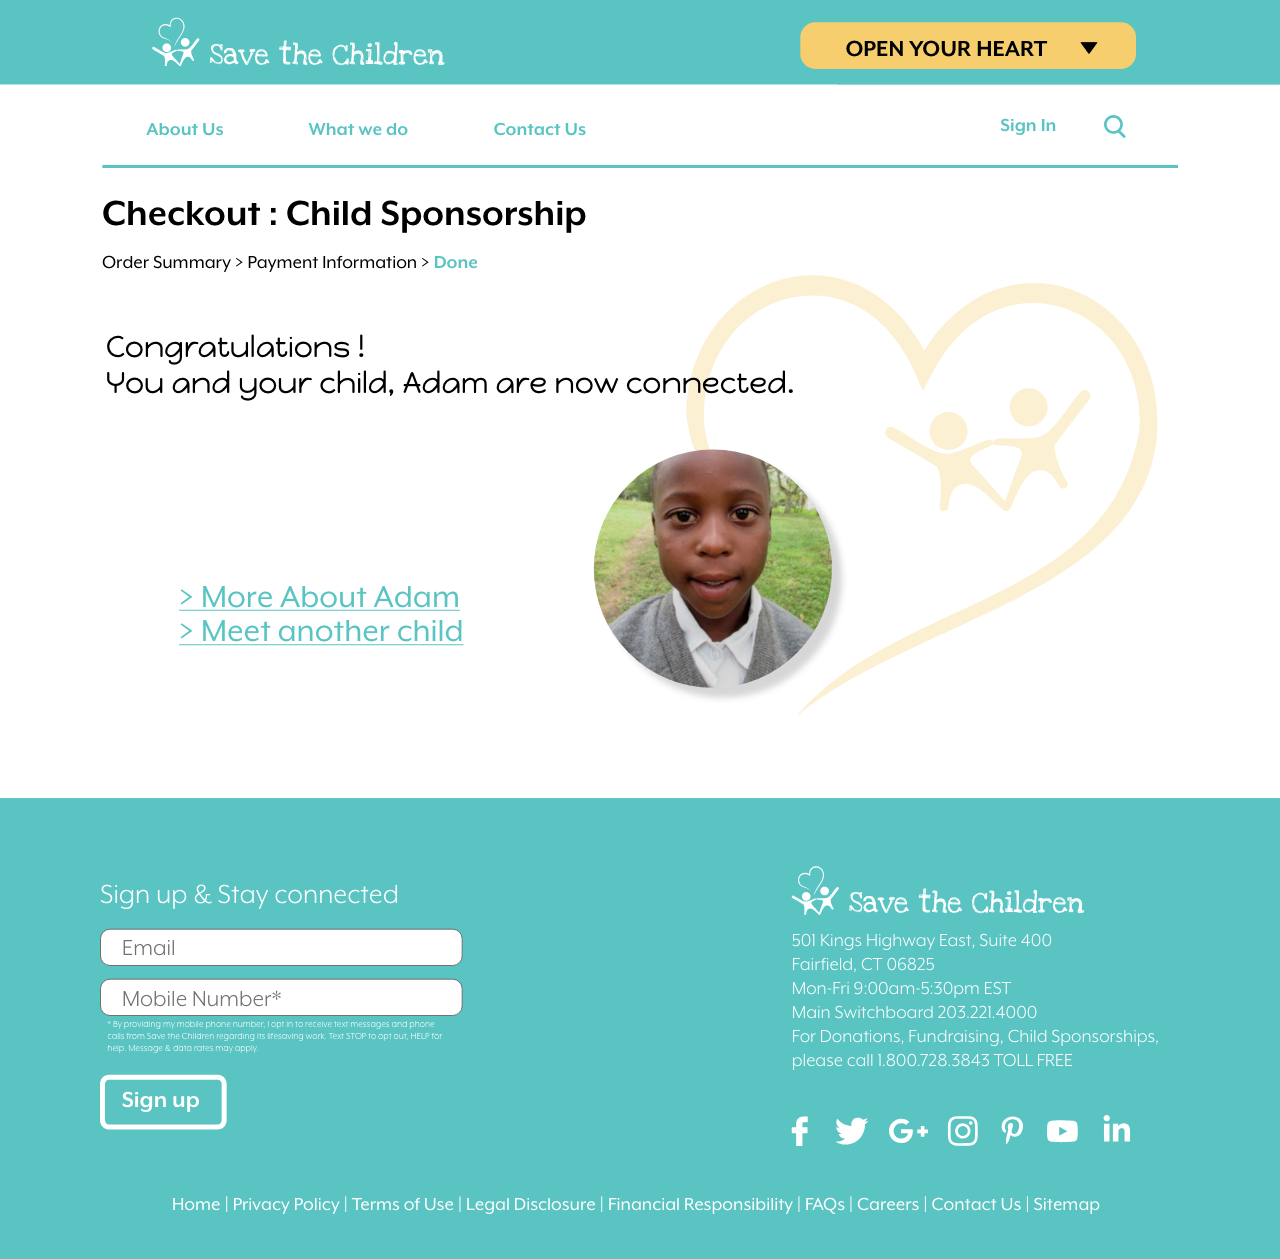 Save the Children
OPEN YOUR HEART
About Us
What we do
Contact Us
Sign In
Checkout : Child Sponsorship
Order Summary > Payment Information > Done
Congratulations !
You and your child, Adam are now connected.
> More About Adam
> Meet another child
Sign up & Stay connected
Email
Mobile Number*
* By providing my mobile phone number, I opt in to receive text messages and phone
calls from Save the Children regarding its lifesaving work. Text STOP to opt out, HELP for
help. Message & data rates may apply.
Sign up
Save the Children
501 Kings Highway East, Suite 400
Fairfield, CT 06825
Mon-Fri 9:00am-5:30pm EST
Main Switchboard 203.221.4000
For Donations, Fundraising, Child Sponsorships,
please call 1.800.728.3843 TOLL FREE
Home | Privacy Policy | Terms of Use | Legal Disclosure | Financial Responsibility | FAQs | Careers | Contact Us | Sitemap